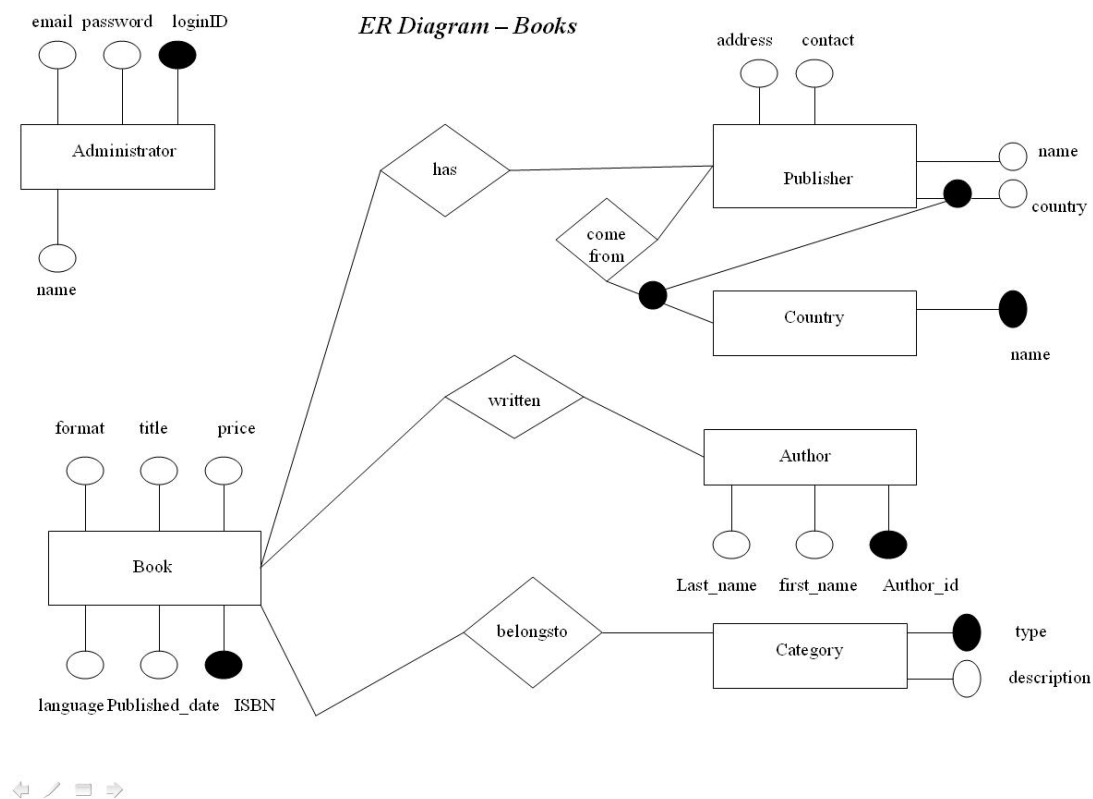 ER Diagram – Books
email password loginID
Administrator
name
address contact
Publisher
name
country
has
come
from
Country
name
written
Author
Last_name first_name Author_id
format title price
Book
language Published_date ISBN
belongsto
Category
type
description